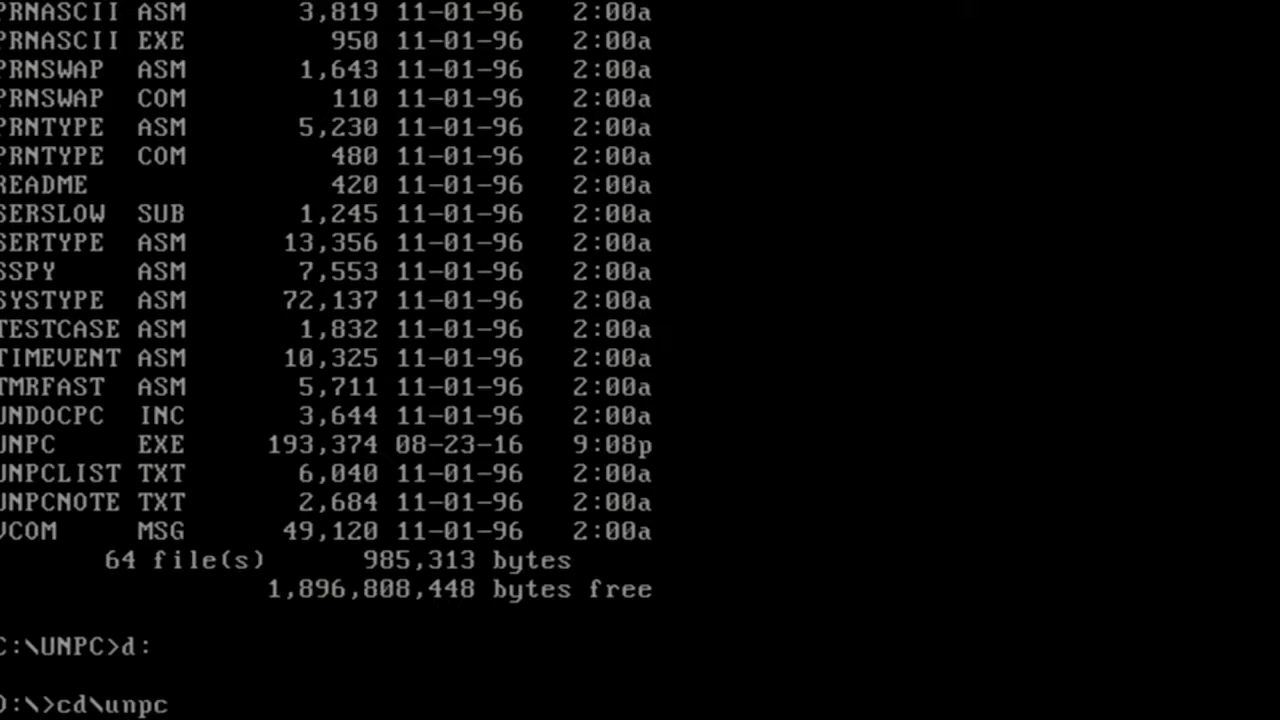 PRNASCII ASM 3,819 11-01-96 2:00a
PRNASCII EXE 950 11-01-96 2:00a
PRNSWAP ASM 1,643 11-01-96 2:00a
PRNSWAP COM 110 11-01-96 2:00a
PRNTYPE ASM 5,230 11-01-96 2:00a
PRNTYPE COM 480 11-01-96 2:00a
README 420 11-01-96 2:00a
SERSLOW SUB 1,245 11-01-96 2:00a
SERTYPE ASM 13,356 11-01-96 2:00a
SSPY ASM 7,553 11-01-96 2:00a
SYSTYPE ASM 72,137 11-01-96 2:00a
TESTCASE ASM 1,832 11-01-96 2:00a
TIMEVENT ASM 10,325 11-01-96 2:00a
TMRFAST ASM 5,711 11-01-96 2:00a
UNDOCPC INC 3,644 11-01-96 2:00a
UNPC EXE 193,374 08-23-16 9:08p
UNPCLIST TXT 6,040 11-01-96 2:00a
UNPCNOTE TXT 2,684 11-01-96 2:00a
VCOM MSG 49,120 11-01-96 2:00a
64 file(s) 985,313 bytes
1,896,808,448 bytes free
C:\UNPC>d:
D:\>cd\unpc